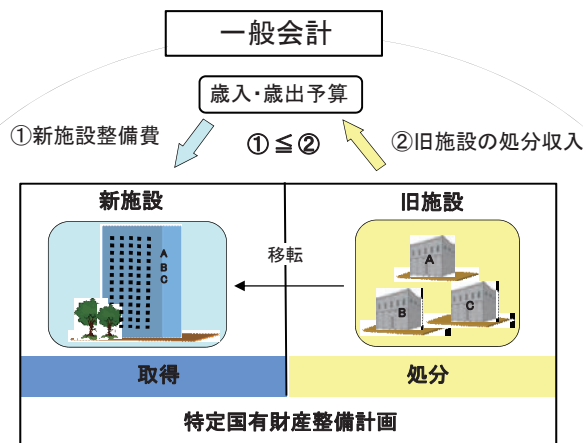 一般会計
歳入・歳出予算
①新施設整備費
①≦②
②旧施設の処分収入
新施設
旧施設
A
B
C
移転
A
B
C
取得
処分
特定国有財産整備計画